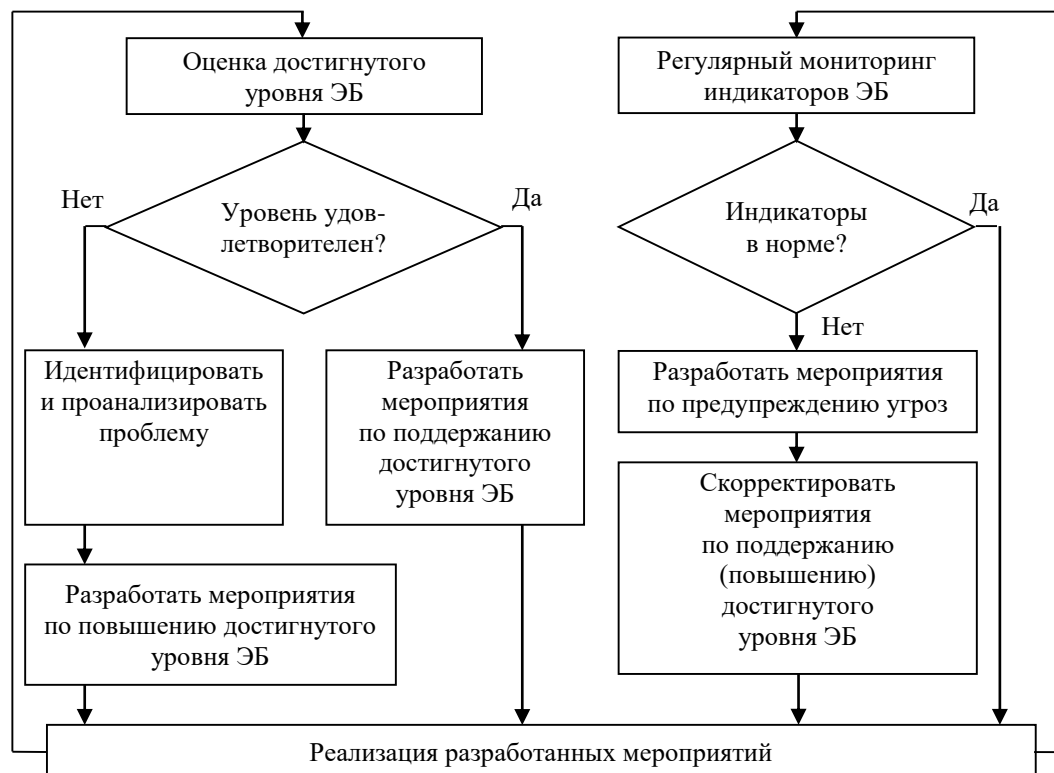 Оценка достигнутого
уровня ЭБ
Регулярный мониторинг
индикаторов ЭБ
Нет
Уровень удов-
летворителен?
Да
Индикаторы
в норме?
Да
Нет
Идентифицировать
и проанализировать
проблему
Разработать
мероприятия
по поддержанию
достигнутого
уровня ЭБ
Разработать мероприятия
по предупреждению угроз
Скорректировать
мероприятия
по поддержанию
(повышению)
достигнутого
уровня ЭБ
Разработать мероприятия
по повышению достигнутого
уровня ЭБ
Реализация разработанных мероприятий